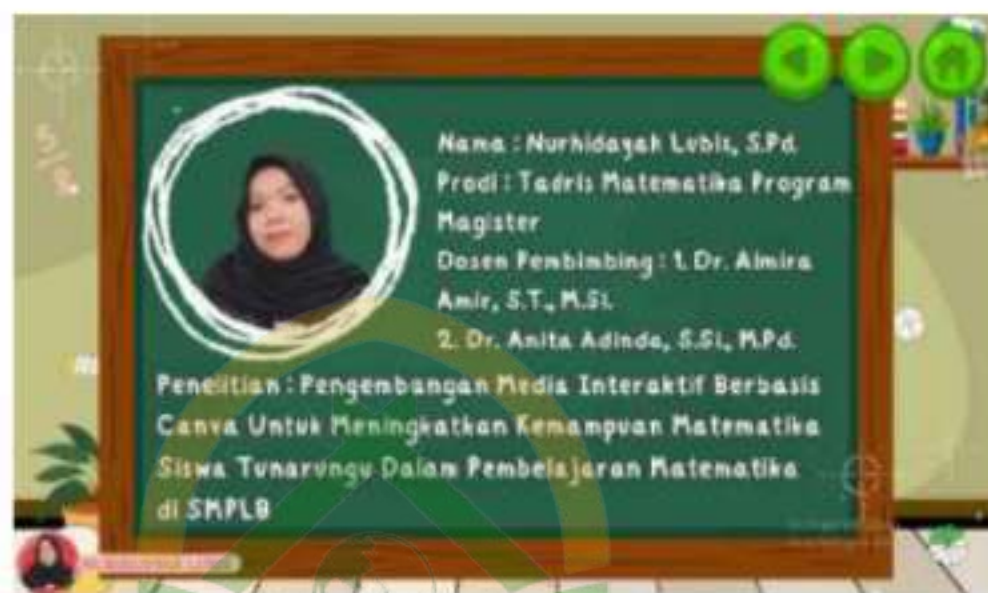 Nama : Nurhidayah Lubis, S.Pd
Prodi : Tadris Matematika Program
Magister
Dosen Pembimbing : 1. Dr. Almira
Amir, S.T., M.Si.
2. Dr. Anita Adinda, S.Si., M.Pd.
Penelitian : Pengembangan Media Interaktif Berbasis
Canva Untuk Meningkatkan Kemampuan Matematika
Siswa Tunarungu Dalam Pembelajaran Matematika
di SMPLB